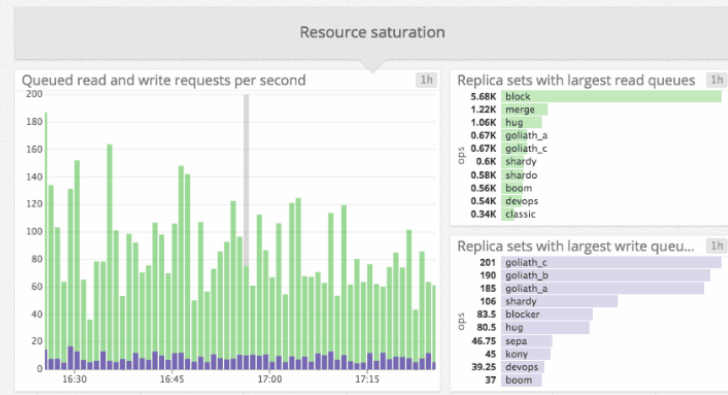 Resource saturation
Queued read and write requests per second 1h
200
180
160
140
120
100
80
60
40
20
0
16:30 16:45 17:00 17:15
Replica sets with largest read queues 1h
ops
5.68K block
1.22K merge
1.06K hug
0.67K goliath_a
0.67K goliath_c
0.6K shardy
0.58K shardo
0.56K boom
0.54K devops
0.34K classic
Replica sets with largest write queu... 1h
ops
201 goliath_c
190 goliath_b
185 goliath_a
106 shardy
83.5 blocker
80.5 hug
46.75 sepa
45 kony
39.25 devops
37 boom